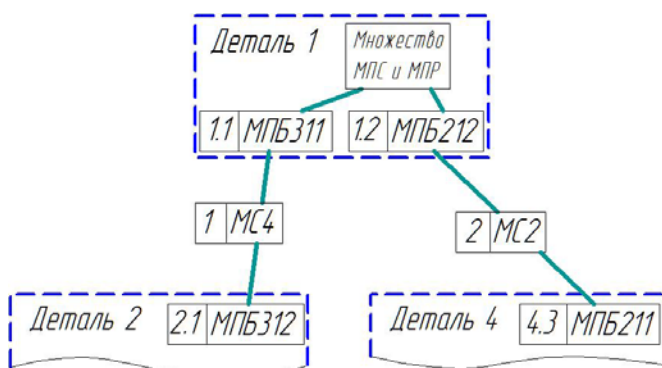 Деталь 1
Множество
МПС и МПР
1.1 МПБ311
1.2 МПБ212
1 МС4
2 МС2
Деталь 2
2.1 МПБ312
Деталь 4
4.3 МПБ211